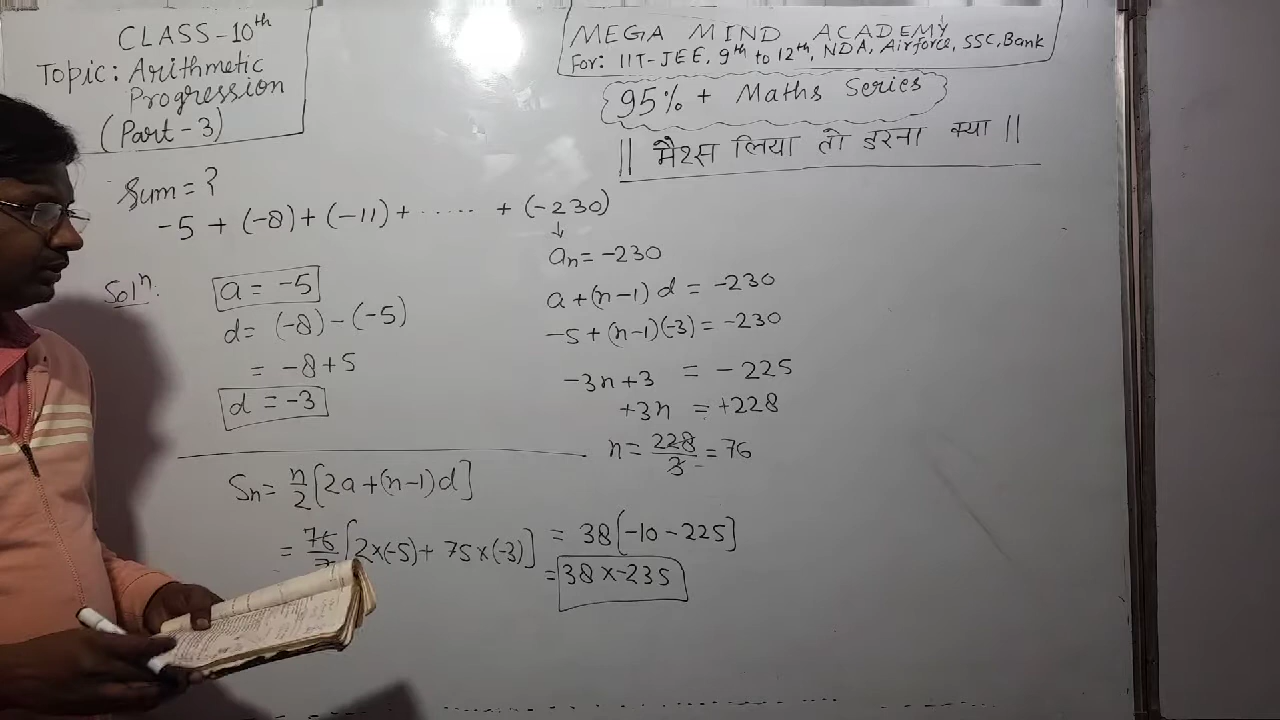 CLASS-10th
Topic: Arithmetic
Progression
(Part-3)
MEGA MIND ACADEMY
For: IIT-JEE, 9th to 12th, NDA, Airforce, SSC, Bank
95% + Maths Series
|| मैथ्स लिया तो डरना क्या ||
Sum = ?
-5 + (-8) + (-11) + ...... + (-230)
↓
an = -230
a + (n-1) d = -230
-5 + (n-1)(-3) = -230
-3n+3 = -225
+3n = +228
n = 228/3 = 76
Soln:
a = -5
d = (-8) - (-5)
= -8+5
d = -3
Sn = n/2 [2a+(n-1)d]
= 76/2 [2×(-5) + 75×(-3)]
= 38[-10-225]
= 38×-235